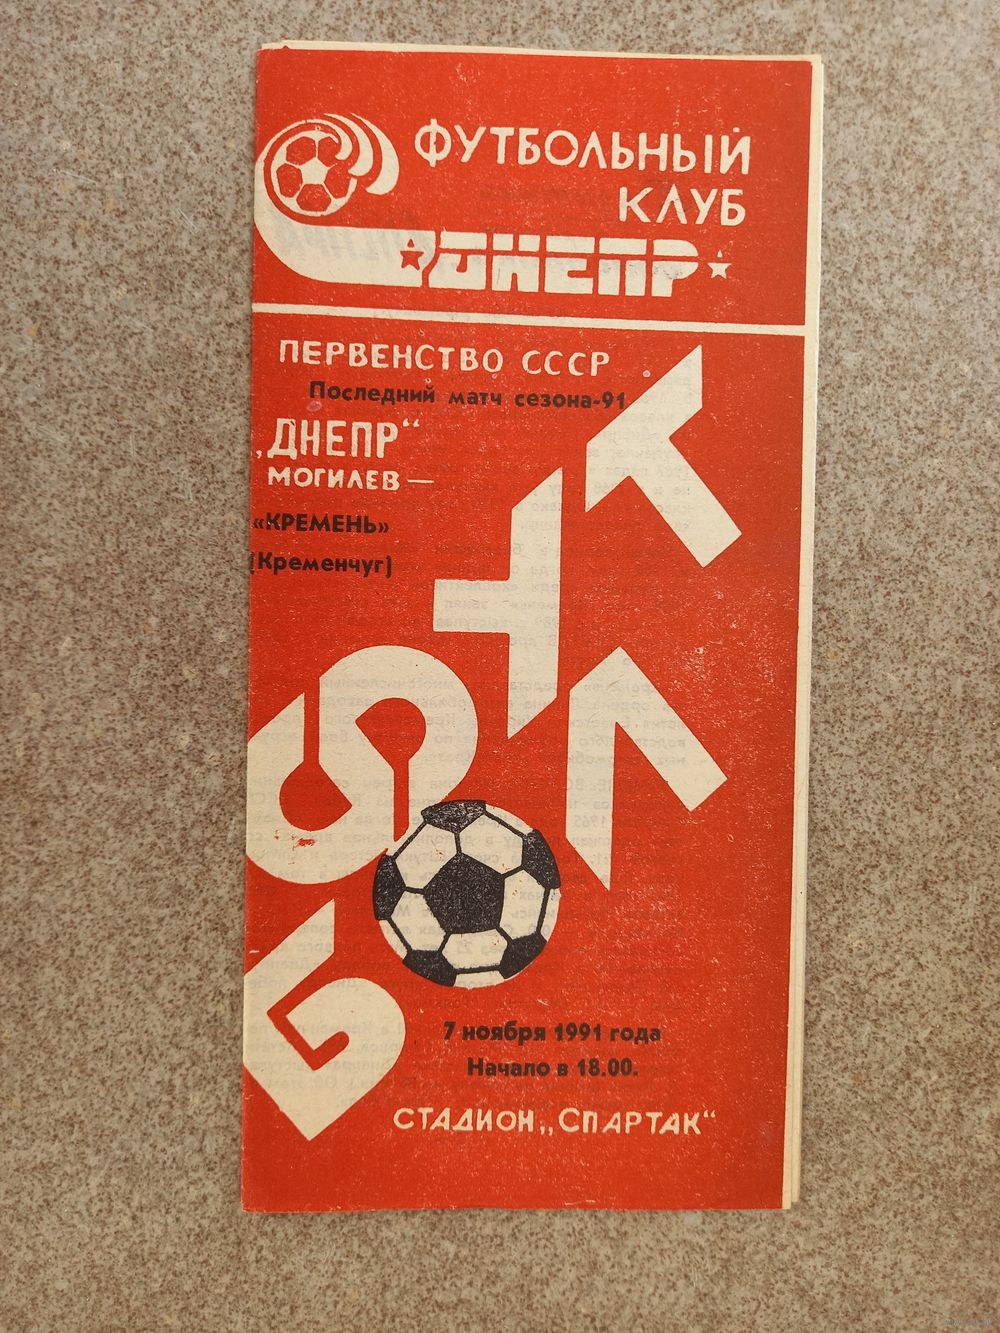 ФУТБОЛЬНЫЙ
КЛУБ
ДНЕПР
ПЕРВЕНСТВО СССР
Последний матч сезона-91
„ДНЕПР“
МОГИЛЕВ —
«КРЕМЕНЬ»
(Кременчуг)
ФУТБОЛ
7 ноября 1991 года
Начало в 18.00.
СТАДИОН „СПАРТАК“